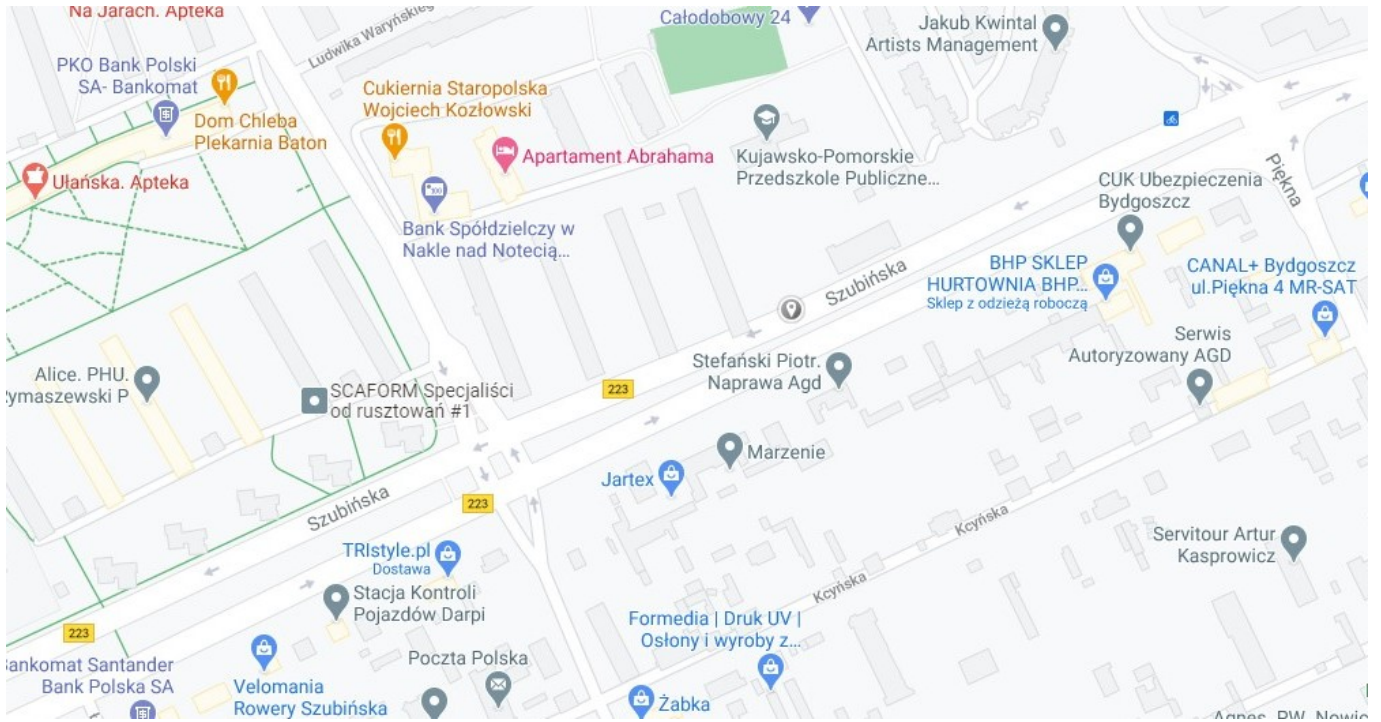 Na Jarach. Apteka
Ludwika Waryńskiego
Całodobowy 24
Jakub Kwintal
Artists Management
PKO Bank Polski
SA- Bankomat
Dom Chleba
Plekarnia Baton
Cukiernia Staropolska
Wojciech Kozłowski
Apartament Abrahama
Kujawsko-Pomorskie
Przedszkole Publiczne...
Ułańska. Apteka
Bank Spółdzielczy w
Nakle nad Notecią...
Piękna
CUK Ubezpieczenia
Bydgoszcz
BHP SKLEP
HURTOWNIA BHP...
Sklep z odzieżą roboczą
CANAL+ Bydgoszcz
ul.Piękna 4 MR-SAT
Szubińska
Serwis
Autoryzowany AGD
Stefański Piotr.
Naprawa Agd
Alice. PHU.
ymaszewski P
SCAFORM Specjaliści
od rusztowań #1
223
Marzenie
Jartex
Szubińska
223
Kcyńska
Servitour Artur
Kasprowicz
TRIstyle.pl
Dostawa
Stacja Kontroli
Pojazdów Darpi
Kcyńska
Formedia | Druk UV |
Osłony i wyroby z...
223
Poczta Polska
ankomat Santander
Bank Polska SA
Velomania
Rowery Szubińska
Żabka
Agnes. PW. Nowic